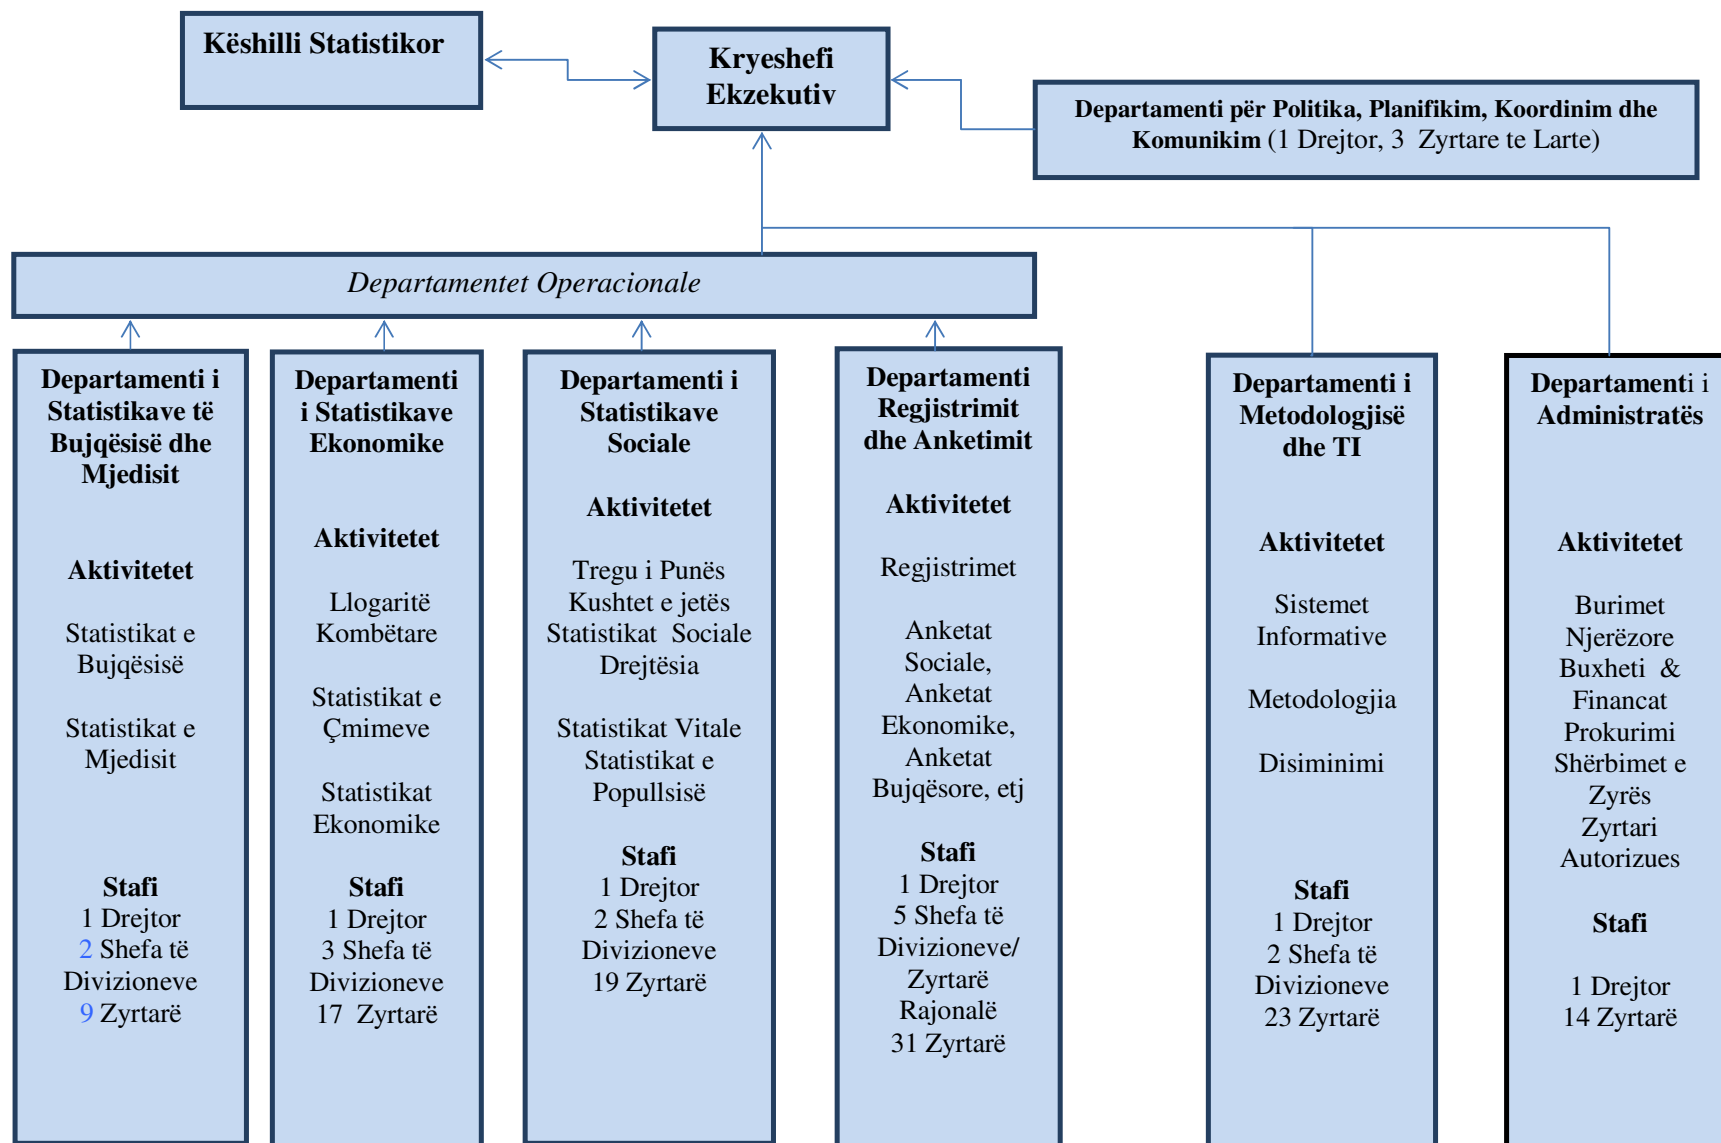 Këshilli Statistikor
Kryeshefi
Ekzekutiv
Departamenti për Politika, Planifikim, Koordinim dhe
Komunikim (1 Drejtor, 3 Zyrtare te Larte)
Departamentet Operacionale
Departamenti i
Statistikave të
Bujqësisë dhe
Mjedisit
Aktivitetet
Statistikat e
Bujqësisë
Statistikat e
Mjedisit
Stafi
1 Drejtor
2 Shefa të
Divizioneve
9 Zyrtarë
Departamenti
i Statistikave
Ekonomike
Aktivitetet
Llogaritë
Kombëtare
Statistikat e
Çmimeve
Statistikat
Ekonomike
Stafi
1 Drejtor
3 Shefa të
Divizioneve
17 Zyrtarë
Departamenti i
Statistikave
Sociale
Aktivitetet
Tregu i Punës
Kushtet e jetës
Statistikat Sociale
Drejtësia
Statistikat Vitale
Statistikat e
Popullsisë
Stafi
1 Drejtor
2 Shefa të
Divizioneve
19 Zyrtarë
Departamenti
Regjistrimit
dhe Anketimit
Aktivitetet
Regjistrimet
Anketat
Sociale,
Anketat
Ekonomike,
Anketat
Bujqësore, etj
Stafi
1 Drejtor
5 Shefa të
Divizioneve/
Zyrtarë
Rajonalë
31 Zyrtarë
Departamenti i
Metodologjisë
dhe TI
Aktivitetet
Sistemet
Informative
Metodologjia
Disiminimi
Stafi
1 Drejtor
2 Shefa të
Divizioneve
23 Zyrtarë
Departamenti i
Administratës
Aktivitetet
Burimet
Njerëzore
Buxheti &
Financat
Prokurimi
Shërbimet e
Zyrës
Zyrtari
Autorizues
Stafi
1 Drejtor
14 Zyrtarë